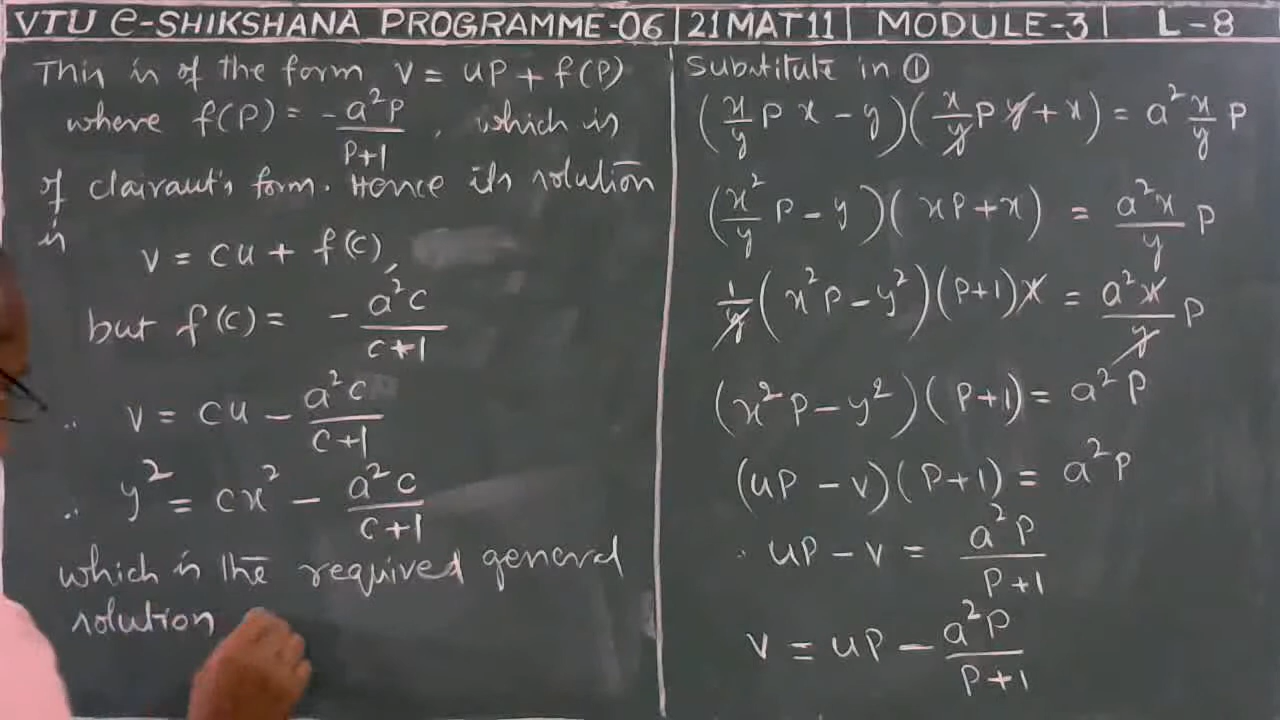 VTU e-SHIKSHANA PROGRAMME-06 | 21MAT11 | MODULE-3 | L-8
This is of the form v = uP + f(P)
where f(P) = -a²P/(P+1), which is
of clairaut's form. Hence its solution
is
v = cu + f(c),
but f(c) = - a²c/(c+1)
∴ v = cu - a²c/(c+1)
∴ y² = cx² - a²c/(c+1)
which is the required general
solution
Substitute in ①
(x/y P x - y)(x/y P y + x) = a² x/y P
(x²/y P - y)(xP + x) = a²x/y P
1/y (x²P - y²)(P+1)x = a²x/y P
(x²P - y²)(P+1) = a²P
(uP - v)(P+1) = a²P
∴ uP - v = a²P/(P+1)
v = uP - a²P/(P+1)